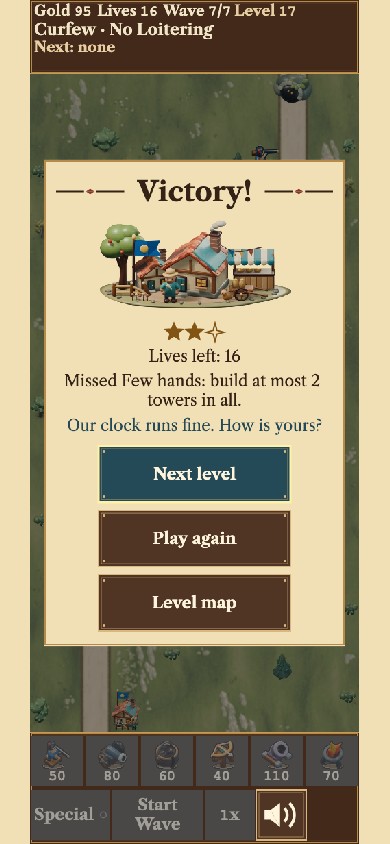 Gold 95 Lives 16 Wave 7/7 Level 17
Curfew · No Loitering
Next: none
Victory!
Lives left: 16
Missed Few hands: build at most 2
towers in all.
Our clock runs fine. How is yours?
Next level
Play again
Level map
50 80 60 40 110 70
Special
Start
Wave
1x